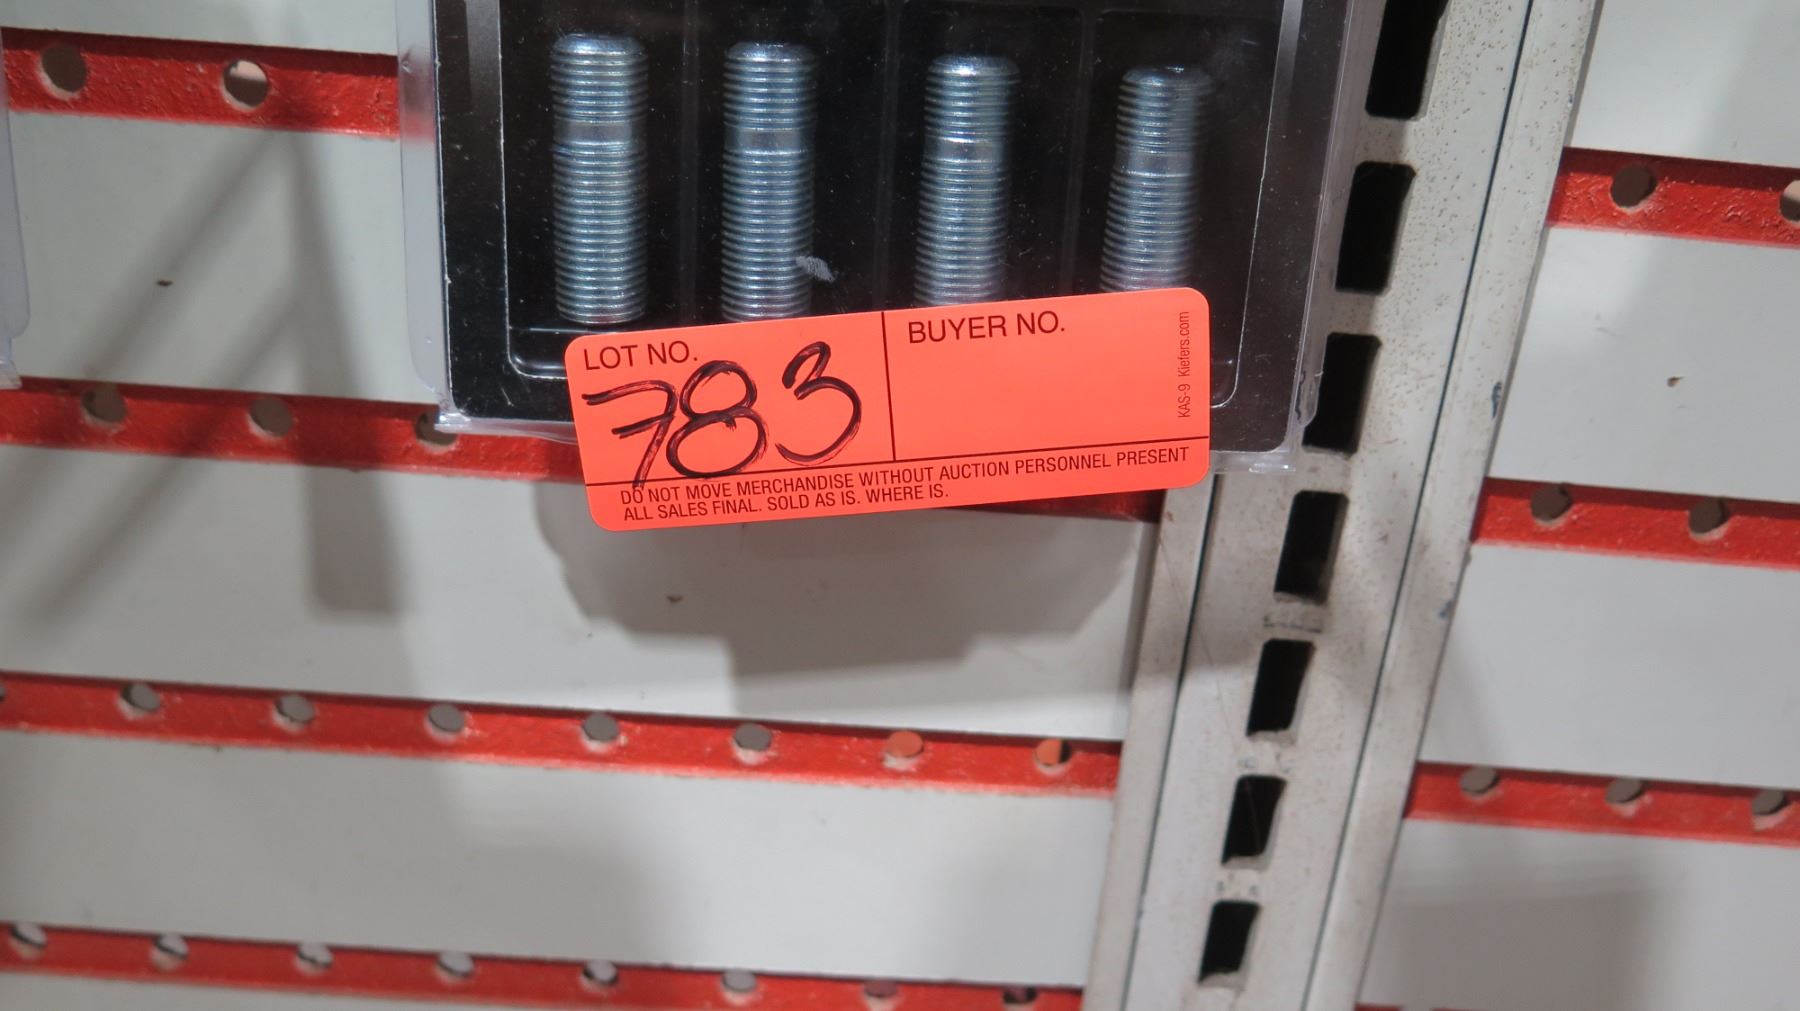 LOT NO.
783
BUYER NO.
KAS-9 Kiefers.com
DO NOT MOVE MERCHANDISE WITHOUT AUCTION PERSONNEL PRESENT
ALL SALES FINAL. SOLD AS IS. WHERE IS.